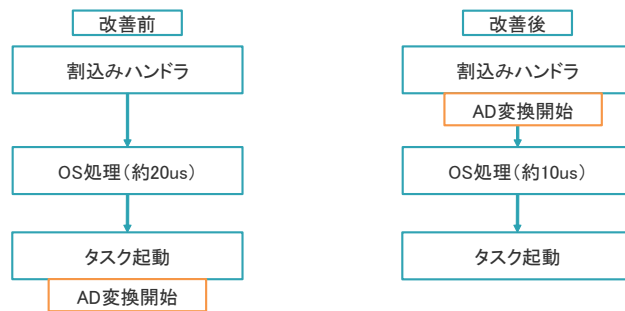 改善前
割込みハンドラ
OS処理(約20us)
タスク起動
AD変換開始
改善後
割込みハンドラ
AD変換開始
OS処理(約10us)
タスク起動